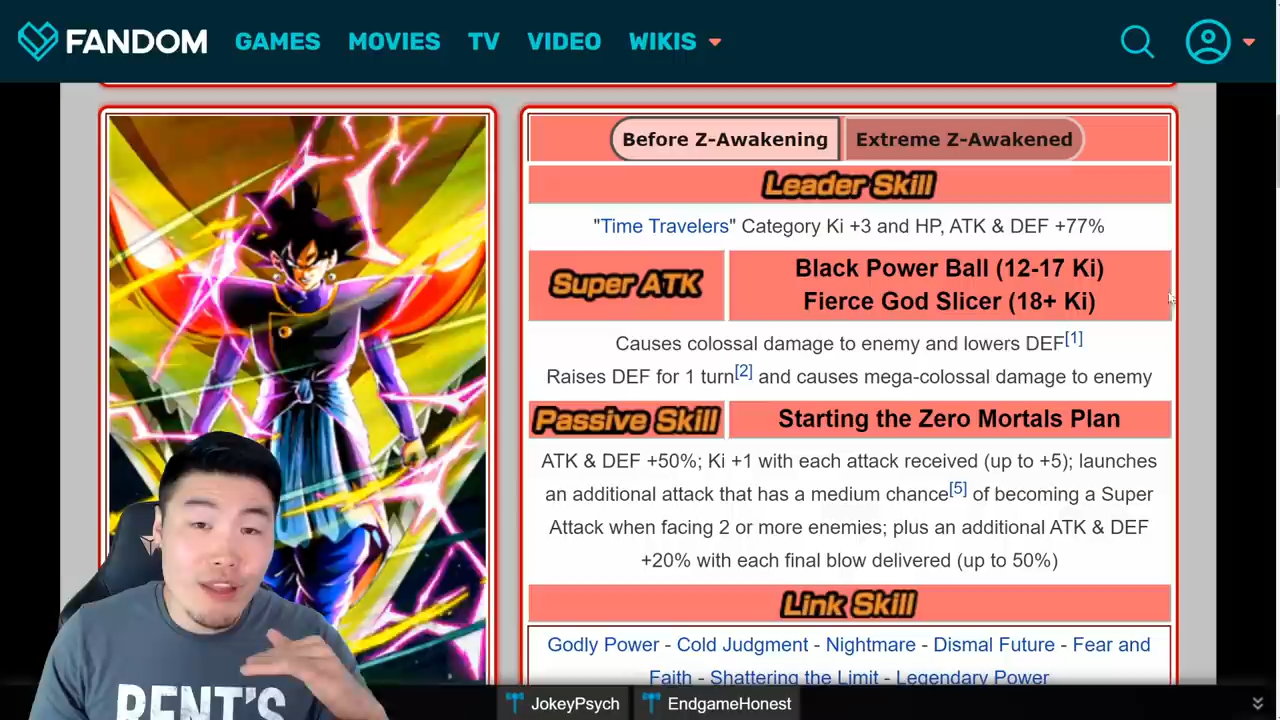 FANDOM GAMES MOVIES TV VIDEO WIKIS
Before Z-Awakening Extreme Z-Awakened
Leader Skill
"Time Travelers" Category Ki +3 and HP, ATK & DEF +77%
Super ATK
Black Power Ball (12-17 Ki)
Fierce God Slicer (18+ Ki)
Causes colossal damage to enemy and lowers DEF[1]
Raises DEF for 1 turn[2] and causes mega-colossal damage to enemy
Passive Skill Starting the Zero Mortals Plan
ATK & DEF +50%; Ki +1 with each attack received (up to +5); launches
an additional attack that has a medium chance[5] of becoming a Super
Attack when facing 2 or more enemies; plus an additional ATK & DEF
+20% with each final blow delivered (up to 50%)
Link Skill
Godly Power - Cold Judgment - Nightmare - Dismal Future - Fear and
Faith - Shattering the Limit - Legendary Power
RENT'S
JokeyPsych EndgameHonest